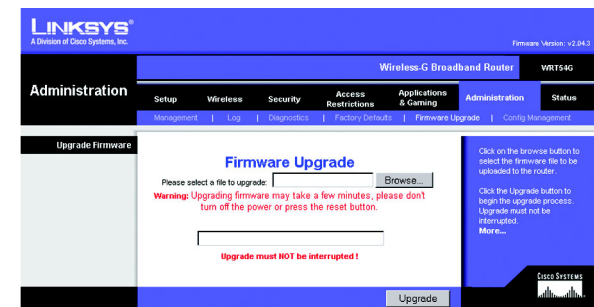 LINKSYS®
A Division of Cisco Systems, Inc.
Firmware Version: v2.04.3
Wireless-G Broadband Router WRT54G
Administration
Setup Wireless Security Access Restrictions Applications & Gaming Administration Status
Management | Log | Diagnostics | Factory Defaults | Firmware Upgrade | Config Management
Upgrade Firmware
Firmware Upgrade
Please select a file to upgrade: Browse...
Warning: Upgrading firmware may take a few minutes, please don't
turn off the power or press the reset button.
Upgrade must NOT be interrupted !
Click on the browse button to
select the firmware file to be
uploaded to the router.
Click the Upgrade button to
begin the upgrade process.
Upgrade must not be
interrupted.
More...
Upgrade
CISCO SYSTEMS